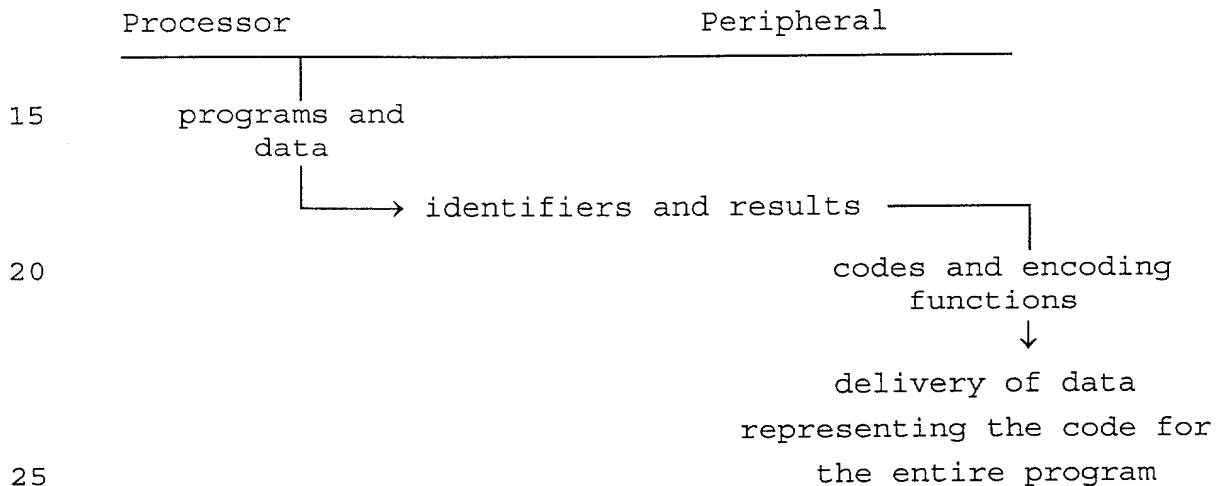 Processor Peripheral
15 programs and
data
→ identifiers and results
20 codes and encoding
functions
↓
delivery of data
representing the code for
25 the entire program